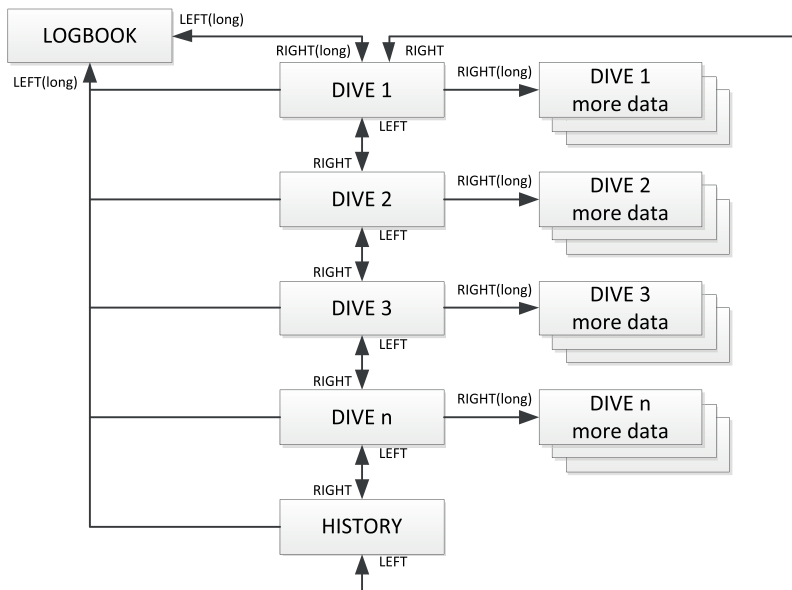 LOGBOOK
LEFT(long)
RIGHT(long)
RIGHT
LEFT(long)
DIVE 1
RIGHT(long)
DIVE 1
more data
LEFT
RIGHT
DIVE 2
RIGHT(long)
DIVE 2
more data
LEFT
RIGHT
DIVE 3
RIGHT(long)
DIVE 3
more data
LEFT
RIGHT
DIVE n
RIGHT(long)
DIVE n
more data
LEFT
RIGHT
HISTORY
LEFT